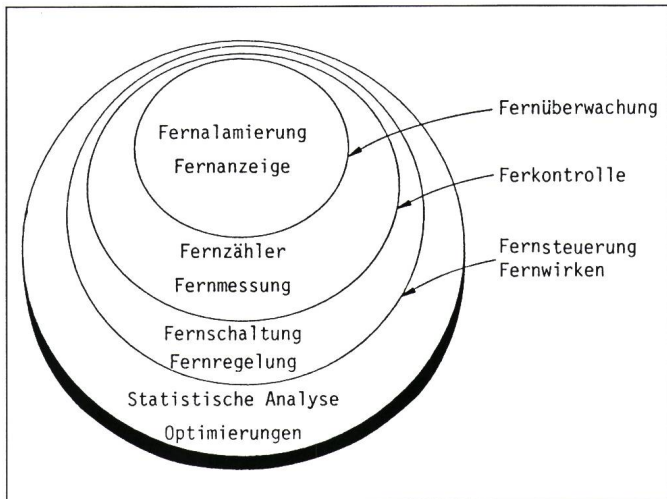 Fernalamierung
Fernanzeige
Fernzähler
Fernmessung
Fernschaltung
Fernregelung
Statistische Analyse
Optimierungen
Fernüberwachung
Ferkontrolle
Fernsteuerung
Fernwirken